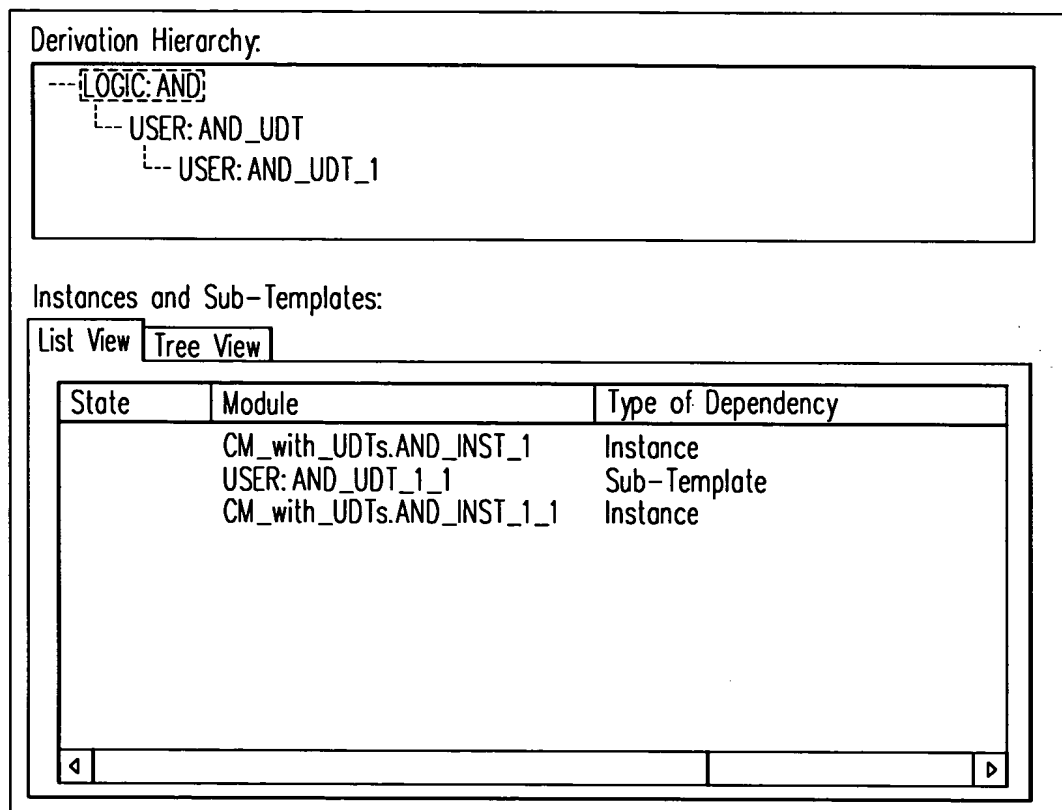 Derivation Hierarchy:
LOGIC: AND
USER: AND_UDT
USER: AND_UDT_1
Instances and Sub-Templates:
List View Tree View
State Module Type of Dependency
CM_with_UDTs.AND_INST_1 Instance
USER: AND_UDT_1_1 Sub-Template
CM_with_UDTs.AND_INST_1_1 Instance